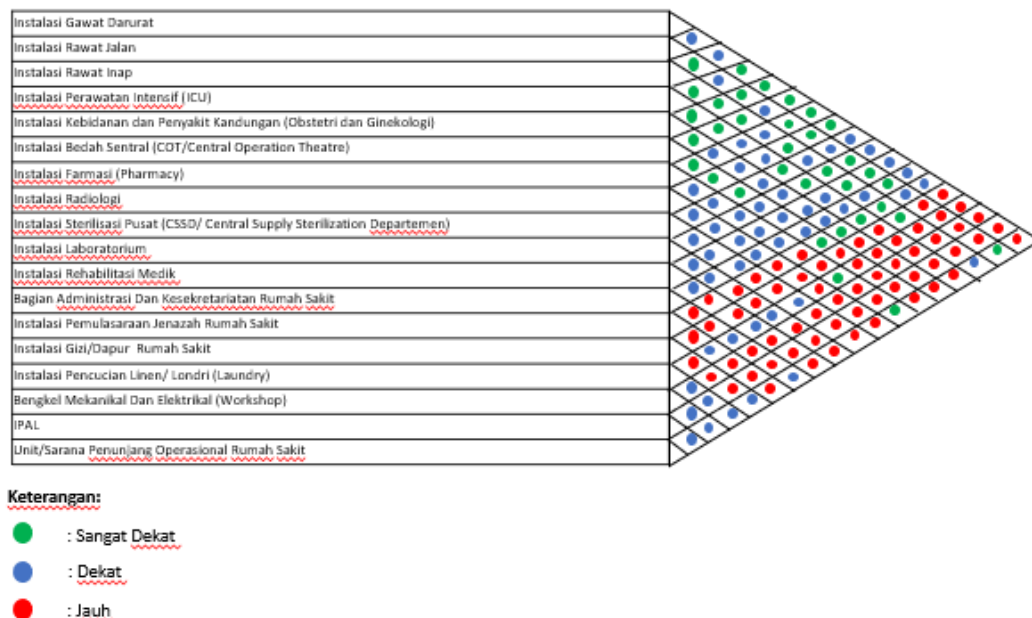 Instalasi Gawat Darurat
Instalasi Rawat Jalan
Instalasi Rawat Inap
Instalasi Perawatan Intensif (ICU)
Instalasi Kebidanan dan Penyakit Kandungan (Obstetri dan Ginekologi)
Instalasi Bedah Sentral (COT/Central Operation Theatre)
Instalasi Farmasi (Pharmacy)
Instalasi Radiologi
Instalasi Sterilisasi Pusat (CSSD/ Central Supply Sterilization Departemen)
Instalasi Laboratorium
Instalasi Rehabilitasi Medik
Bagian Administrasi Dan Kesekretariatan Rumah Sakit
Instalasi Pemulasaraan Jenazah Rumah Sakit
Instalasi Gizi/Dapur Rumah Sakit
Instalasi Pencucian Linen/ Londri (Laundry)
Bengkel Mekanikal Dan Elektrikal (Workshop)
IPAL
Unit/Sarana Penunjang Operasional Rumah Sakit
Keterangan:
: Sangat Dekat
: Dekat
: Jauh